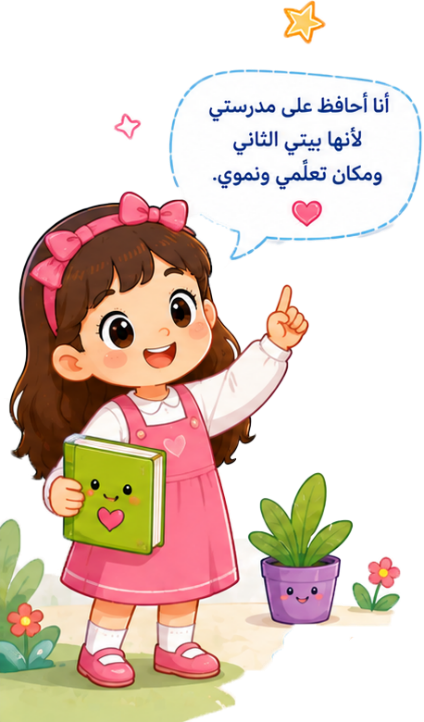 أنا أحافظ على مدرستي
لأنها بيتي الثاني
ومكان تعلَّمي ونموي.